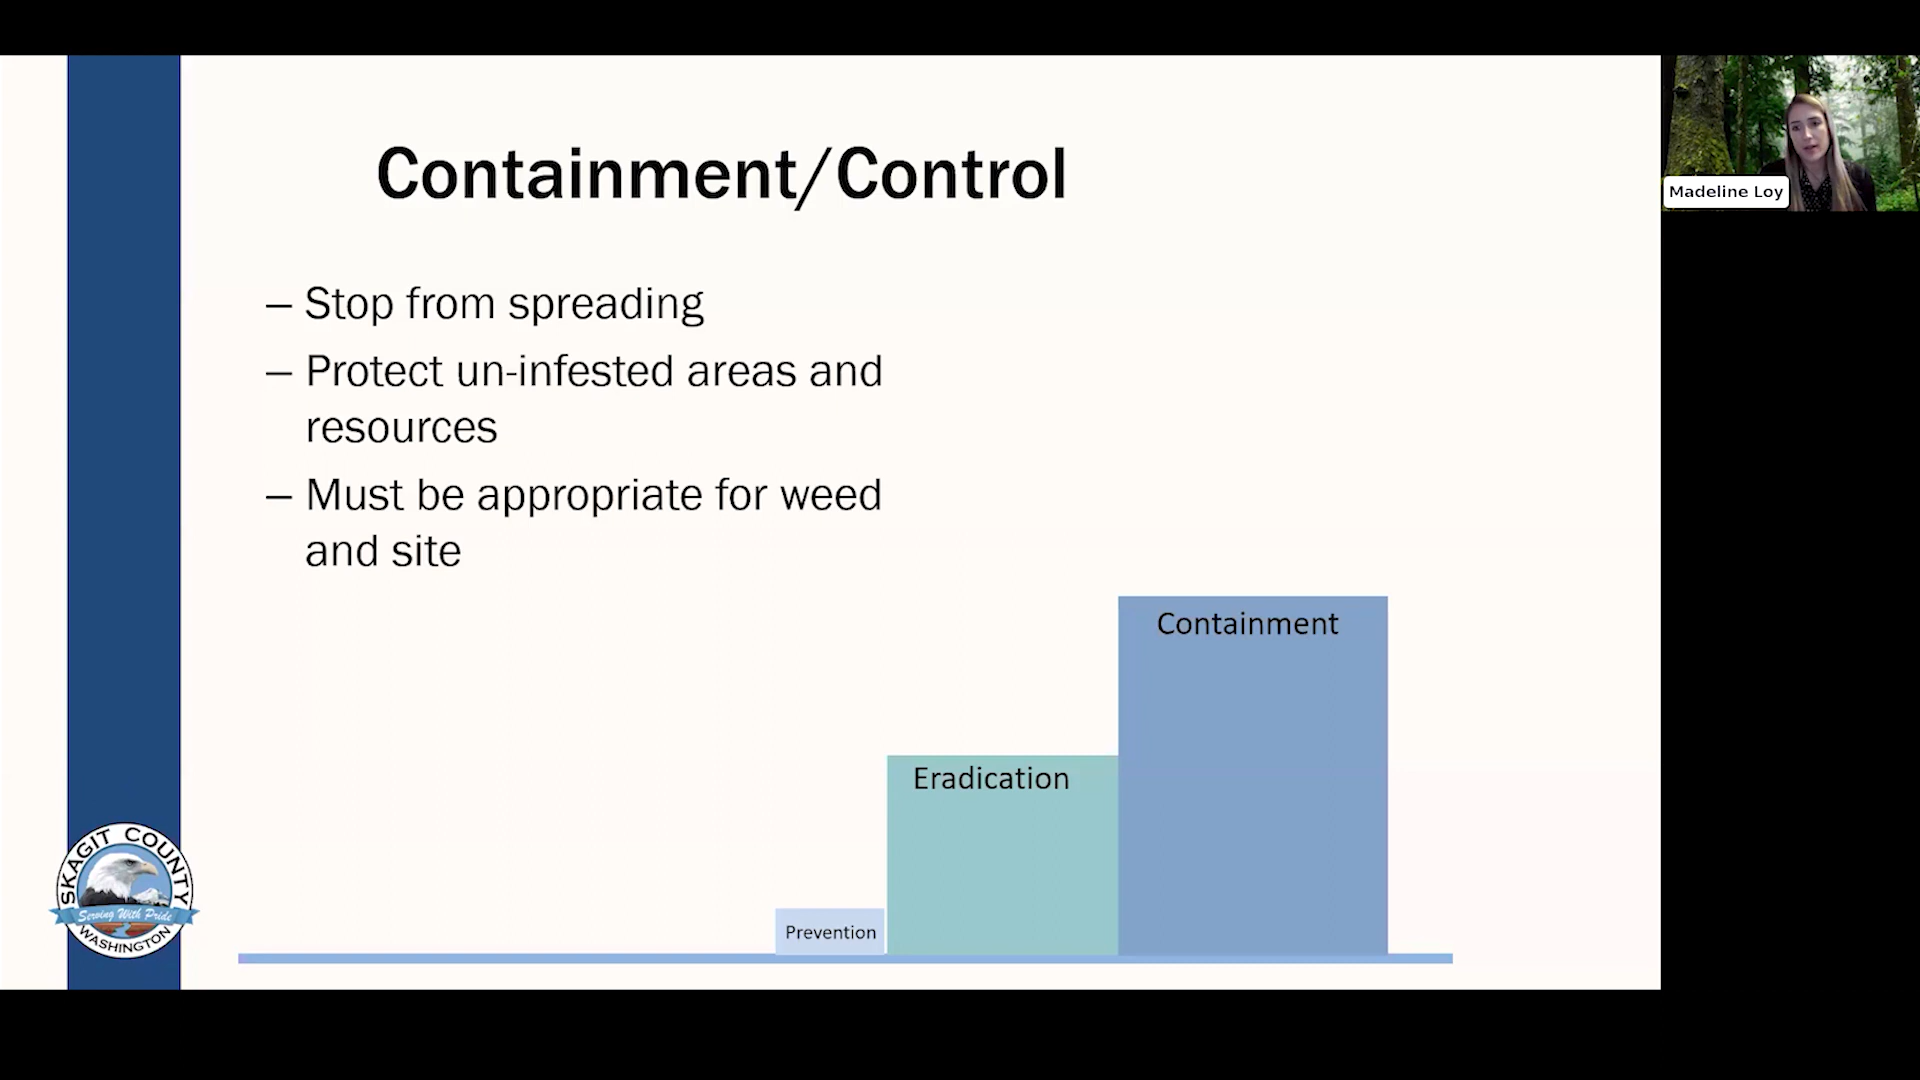 Containment/Control
– Stop from spreading
– Protect un-infested areas and
resources
– Must be appropriate for weed
and site
Containment
Eradication
Prevention
SKAGIT COUNTY
Serving With Pride
WASHINGTON
Madeline Loy